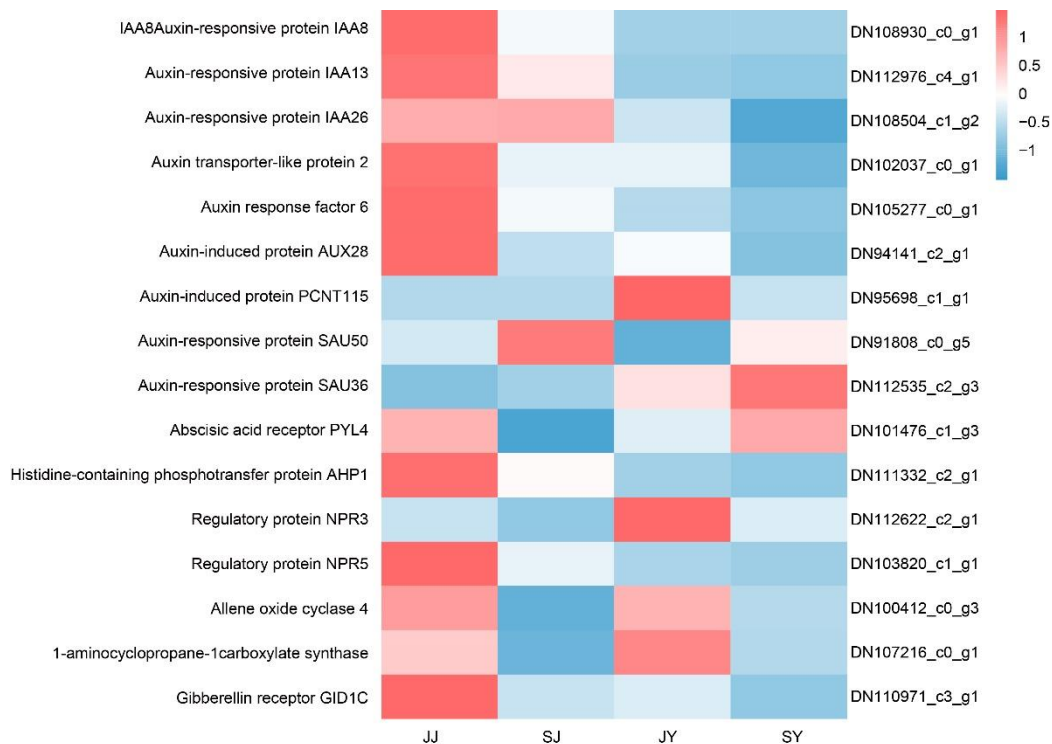 IAA8Auxin-responsive protein IAA8 DN108930_c0_g1
Auxin-responsive protein IAA13 DN112976_c4_g1
Auxin-responsive protein IAA26 DN108504_c1_g2
Auxin transporter-like protein 2 DN102037_c0_g1
Auxin response factor 6 DN105277_c0_g1
Auxin-induced protein AUX28 DN94141_c2_g1
Auxin-induced protein PCNT115 DN95698_c1_g1
Auxin-responsive protein SAU50 DN91808_c0_g5
Auxin-responsive protein SAU36 DN112535_c2_g3
Abscisic acid receptor PYL4 DN101476_c1_g3
Histidine-containing phosphotransfer protein AHP1 DN111332_c2_g1
Regulatory protein NPR3 DN112622_c2_g1
Regulatory protein NPR5 DN103820_c1_g1
Allene oxide cyclase 4 DN100412_c0_g3
1-aminocyclopropane-1carboxylate synthase DN107216_c0_g1
Gibberellin receptor GID1C DN110971_c3_g1
JJ SJ JY SY
1
0.5
0
−0.5
−1